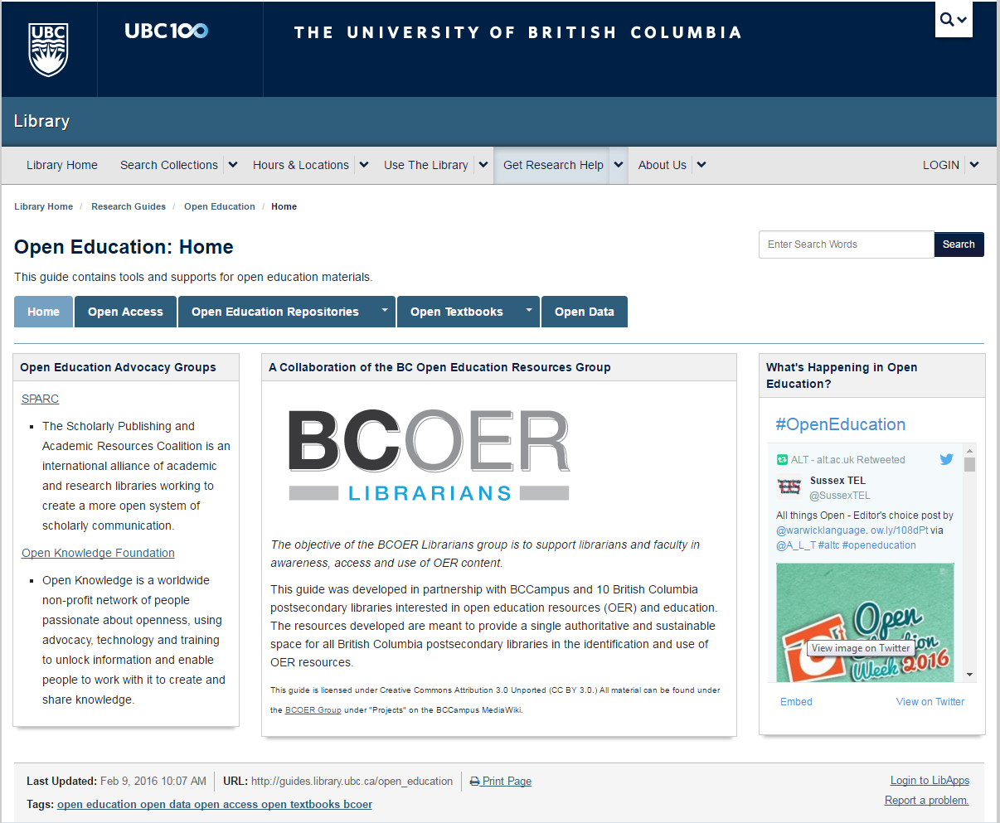 UBC
UBC100
THE UNIVERSITY OF BRITISH COLUMBIA
Library
Library Home
Search Collections
Hours & Locations
Use The Library
Get Research Help
About Us
LOGIN
Library Home / Research Guides / Open Education / Home
Open Education: Home
Enter Search Words
Search
This guide contains tools and supports for open education materials.
Home
Open Access
Open Education Repositories
Open Textbooks
Open Data
Open Education Advocacy Groups
SPARC
▪ The Scholarly Publishing and
Academic Resources Coalition is an
international alliance of academic
and research libraries working to
create a more open system of
scholarly communication.
Open Knowledge Foundation
▪ Open Knowledge is a worldwide
non-profit network of people
passionate about openness, using
advocacy, technology and training
to unlock information and enable
people to work with it to create and
share knowledge.
A Collaboration of the BC Open Education Resources Group
BCOER
LIBRARIANS
The objective of the BCOER Librarians group is to support librarians and faculty in
awareness, access and use of OER content.
This guide was developed in partnership with BCCampus and 10 British Columbia
postsecondary libraries interested in open education resources (OER) and education.
The resources developed are meant to provide a single authoritative and sustainable
space for all British Columbia postsecondary libraries in the identification and use of
OER resources.
This guide is licensed under Creative Commons Attribution 3.0 Unported (CC BY 3.0.) All material can be found under
the BCOER Group under "Projects" on the BCCampus MediaWiki.
What's Happening in Open
Education?
#OpenEducation
ALT - alt.ac.uk Retweeted
Sussex TEL
@SussexTEL
All things Open - Editor's choice post by
@warwicklanguage. ow.ly/108dPt via
@A_L_T #altc #openeducation
Open
View image on Twitter
Week 2016
Embed
View on Twitter
Last Updated: Feb 9, 2016 10:07 AM
URL: http://guides.library.ubc.ca/open_education
Print Page
Login to LibApps
Tags: open education open data open access open textbooks bcoer
Report a problem.